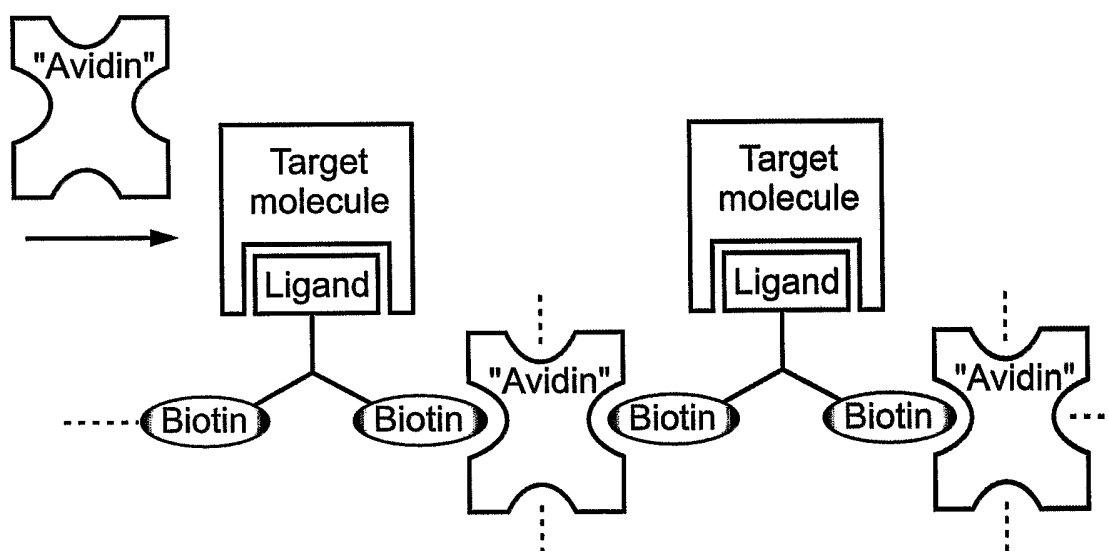 "Avidin"
Target
molecule
Ligand
Target
molecule
Ligand
"Avidin"
"Avidin"
Biotin
Biotin
Biotin
Biotin